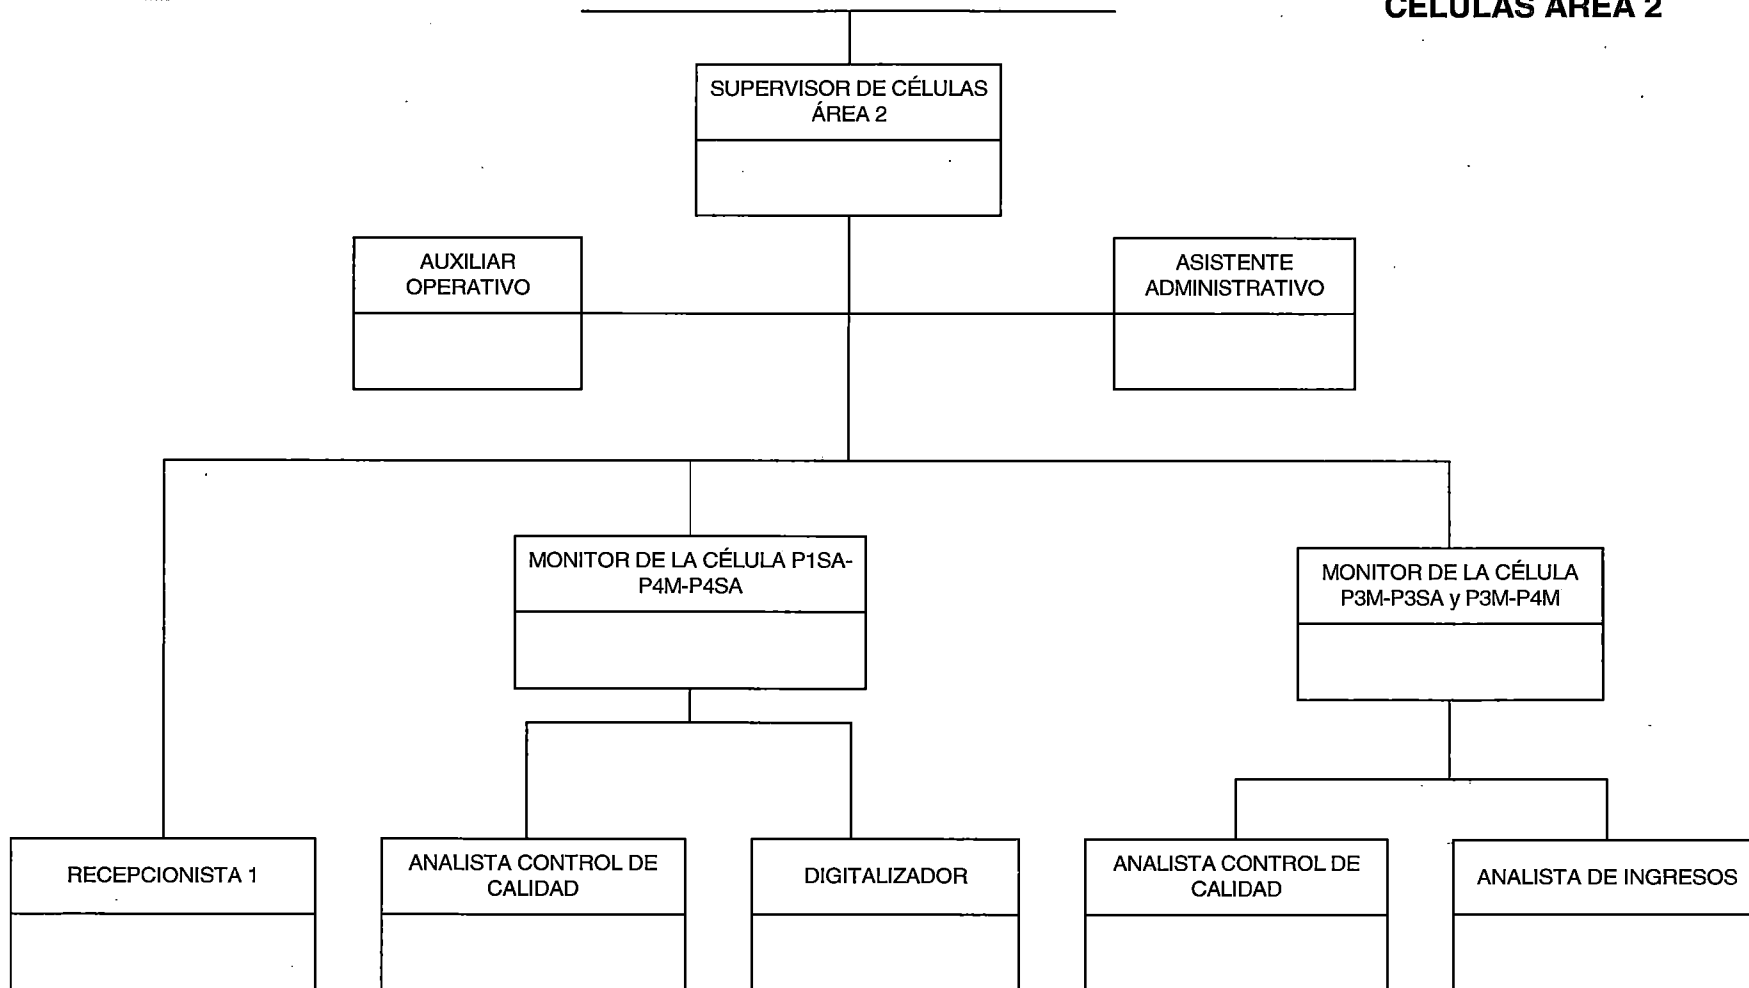 CÉLULAS ÁREA 2
SUPERVISOR DE CÉLULAS
ÁREA 2
AUXILIAR
OPERATIVO
ASISTENTE
ADMINISTRATIVO
MONITOR DE LA CÉLULA P1SA-
P4M-P4SA
MONITOR DE LA CÉLULA
P3M-P3SA y P3M-P4M
RECEPCIONISTA 1
ANALISTA CONTROL DE
CALIDAD
DIGITALIZADOR
ANALISTA CONTROL DE
CALIDAD
ANALISTA DE INGRESOS